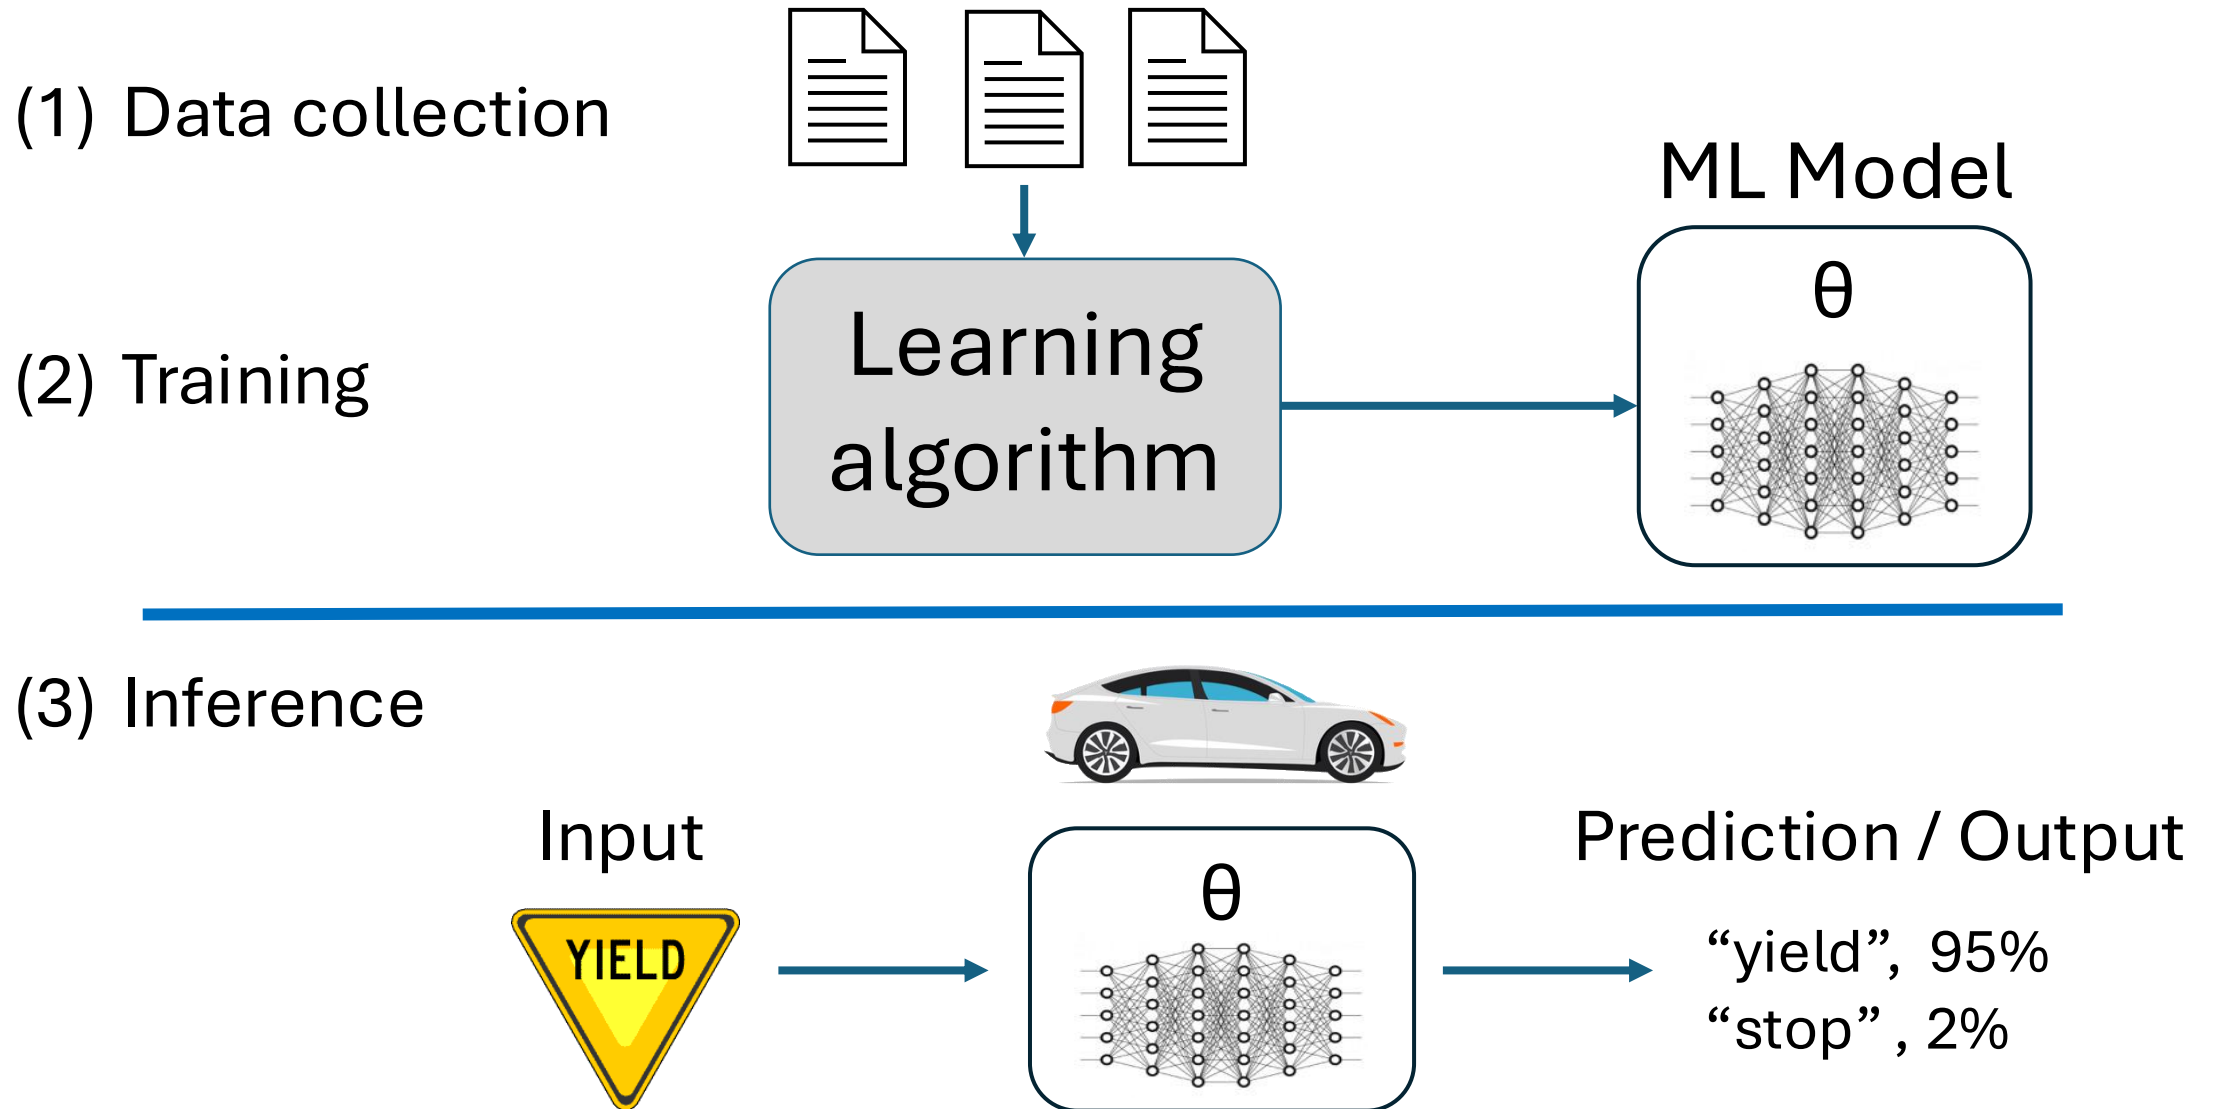 (1) Data collection
ML Model
θ
Learning
algorithm
(2) Training
(3) Inference
Input
Prediction / Output
θ
YIELD
“yield”, 95%
“stop” , 2%